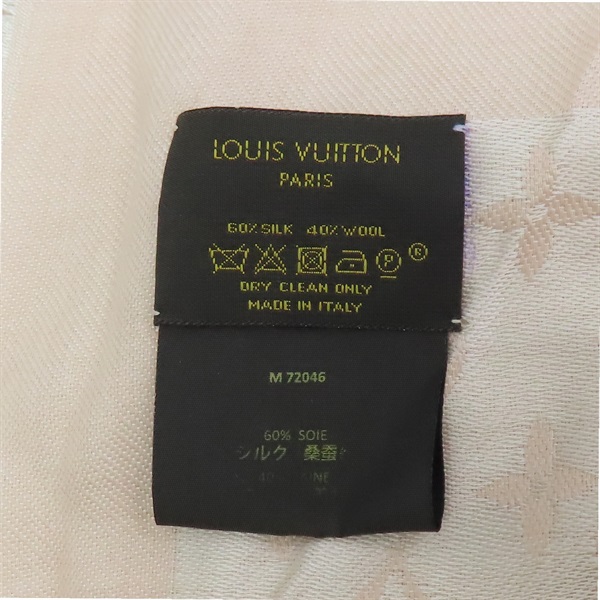 LOUIS VUITTON
PARIS
60% SILK 40% WOOL
®
DRY CLEAN ONLY
MADE IN ITALY
M 72046
60% SOIE
シルク 桑蚕